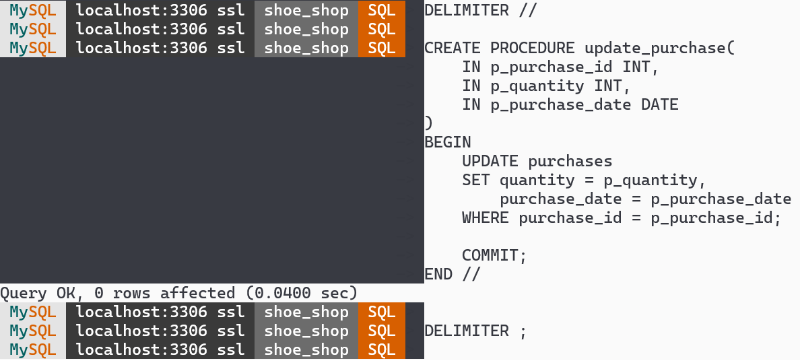 MySQL localhost:3306 ssl shoe_shop SQL DELIMITER //
MySQL localhost:3306 ssl shoe_shop SQL
MySQL localhost:3306 ssl shoe_shop SQL CREATE PROCEDURE update_purchase(
IN p_purchase_id INT,
IN p_quantity INT,
IN p_purchase_date DATE
)
BEGIN
UPDATE purchases
SET quantity = p_quantity,
purchase_date = p_purchase_date
WHERE purchase_id = p_purchase_id;
COMMIT;
END //
Query OK, 0 rows affected (0.0400 sec)
MySQL localhost:3306 ssl shoe_shop SQL
MySQL localhost:3306 ssl shoe_shop SQL DELIMITER ;
MySQL localhost:3306 ssl shoe_shop SQL